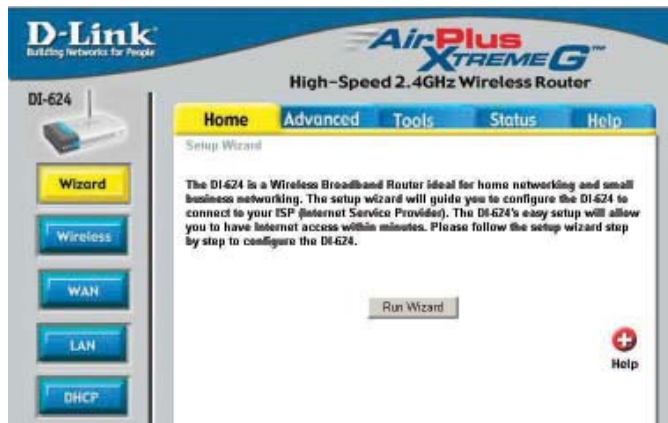 D-Link
Building Networks for People
AirPlus
XTREME G™
High-Speed 2.4GHz Wireless Router
DI-624
Home
Advanced
Tools
Status
Help
Setup Wizard
Wizard
The DI-624 is a Wireless Broadband Router ideal for home networking and small
business networking. The setup wizard will guide you to configure the DI-624 to
connect to your ISP (Internet Service Provider). The DI-624's easy setup will allow
you to have Internet access within minutes. Please follow the setup wizard step
by step to configure the DI-624.
Wireless
WAN
Run Wizard
LAN
Help
DHCP